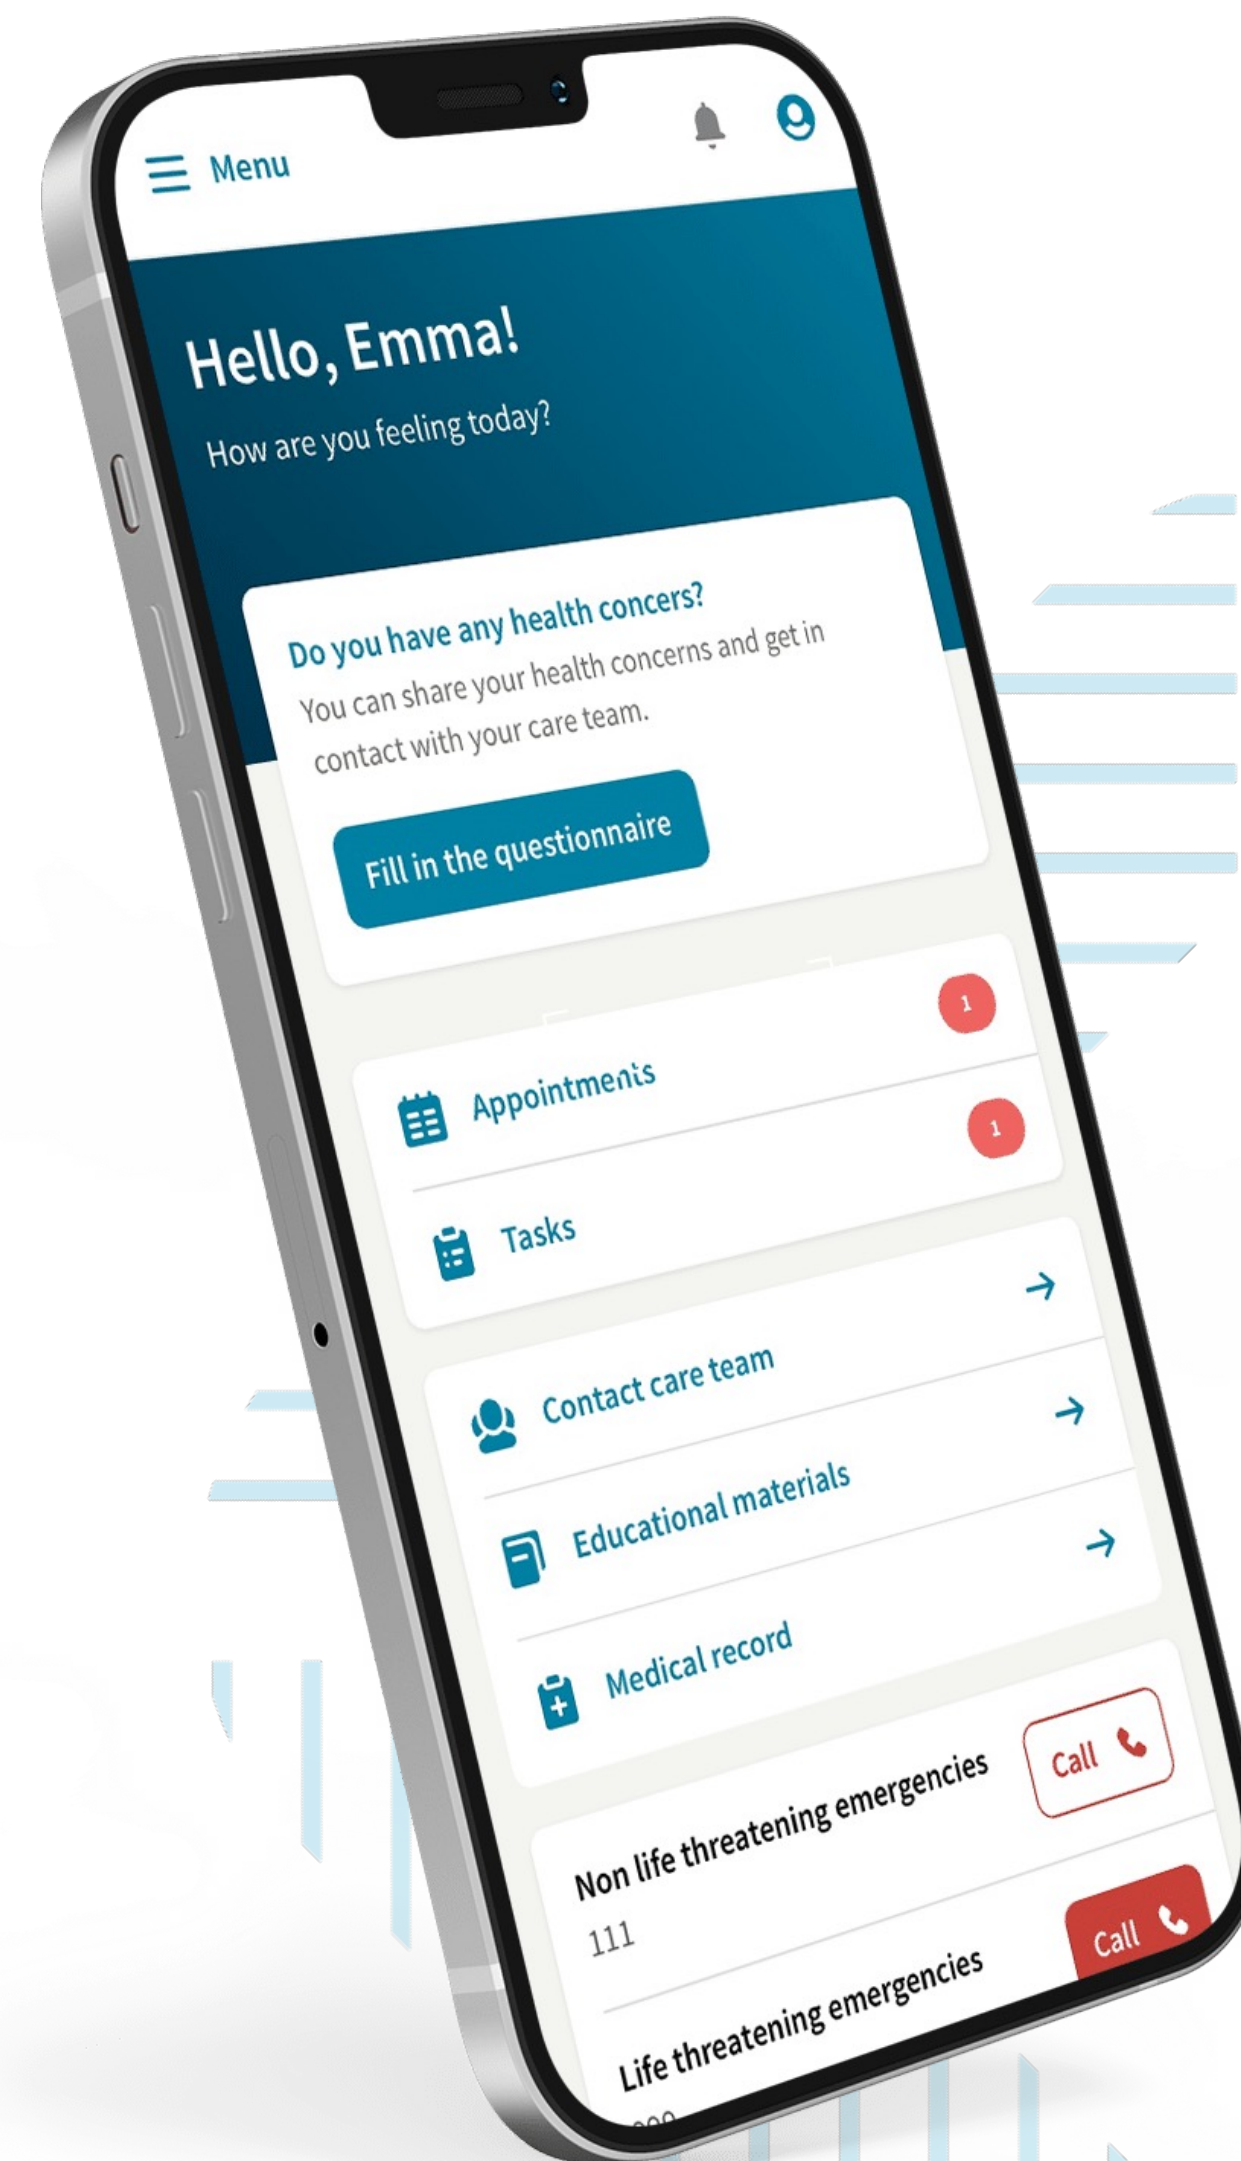 Menu
Hello, Emma!
How are you feeling today?
Do you have any health concers?
You can share your health concerns and get in
contact with your care team.
Fill in the questionnaire
Appointments
1
Tasks
1
Contact care team
Educational materials
Medical record
Non life threatening emergencies
Call
111
Life threatening emergencies
Call